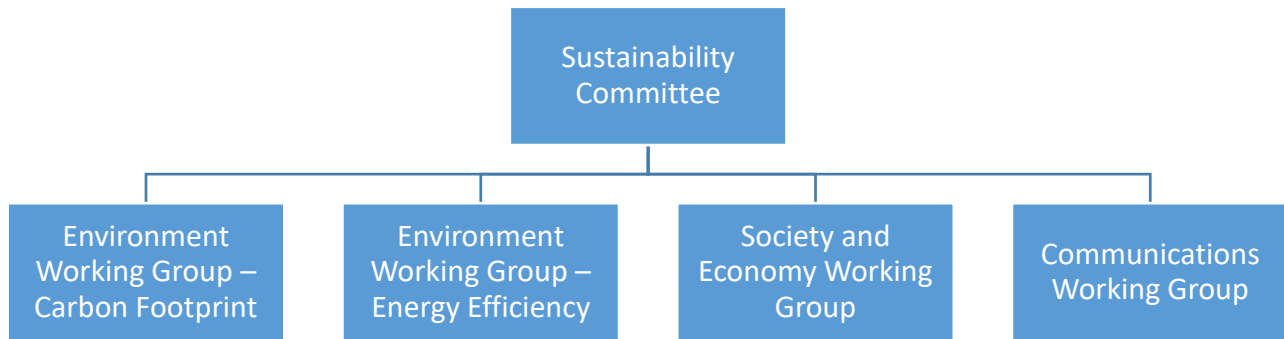 Sustainability
Committee
Environment
Working Group –
Carbon Footprint
Environment
Working Group –
Energy Efficiency
Society and
Economy Working
Group
Communications
Working Group